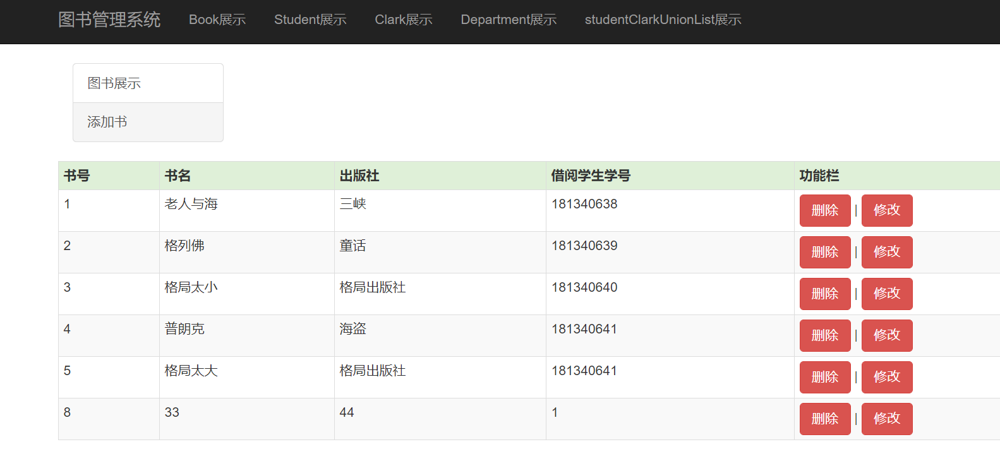 图书管理系统 Book展示 Student展示 Clark展示 Department展示 studentClarkUnionList展示
图书展示
添加书
书号 书名 出版社 借阅学生学号 功能栏
1 老人与海 三峡 181340638 删除 | 修改
2 格列佛 童话 181340639 删除 | 修改
3 格局太小 格局出版社 181340640 删除 | 修改
4 普朗克 海盗 181340641 删除 | 修改
5 格局太大 格局出版社 181340641 删除 | 修改
8 33 44 1 删除 | 修改